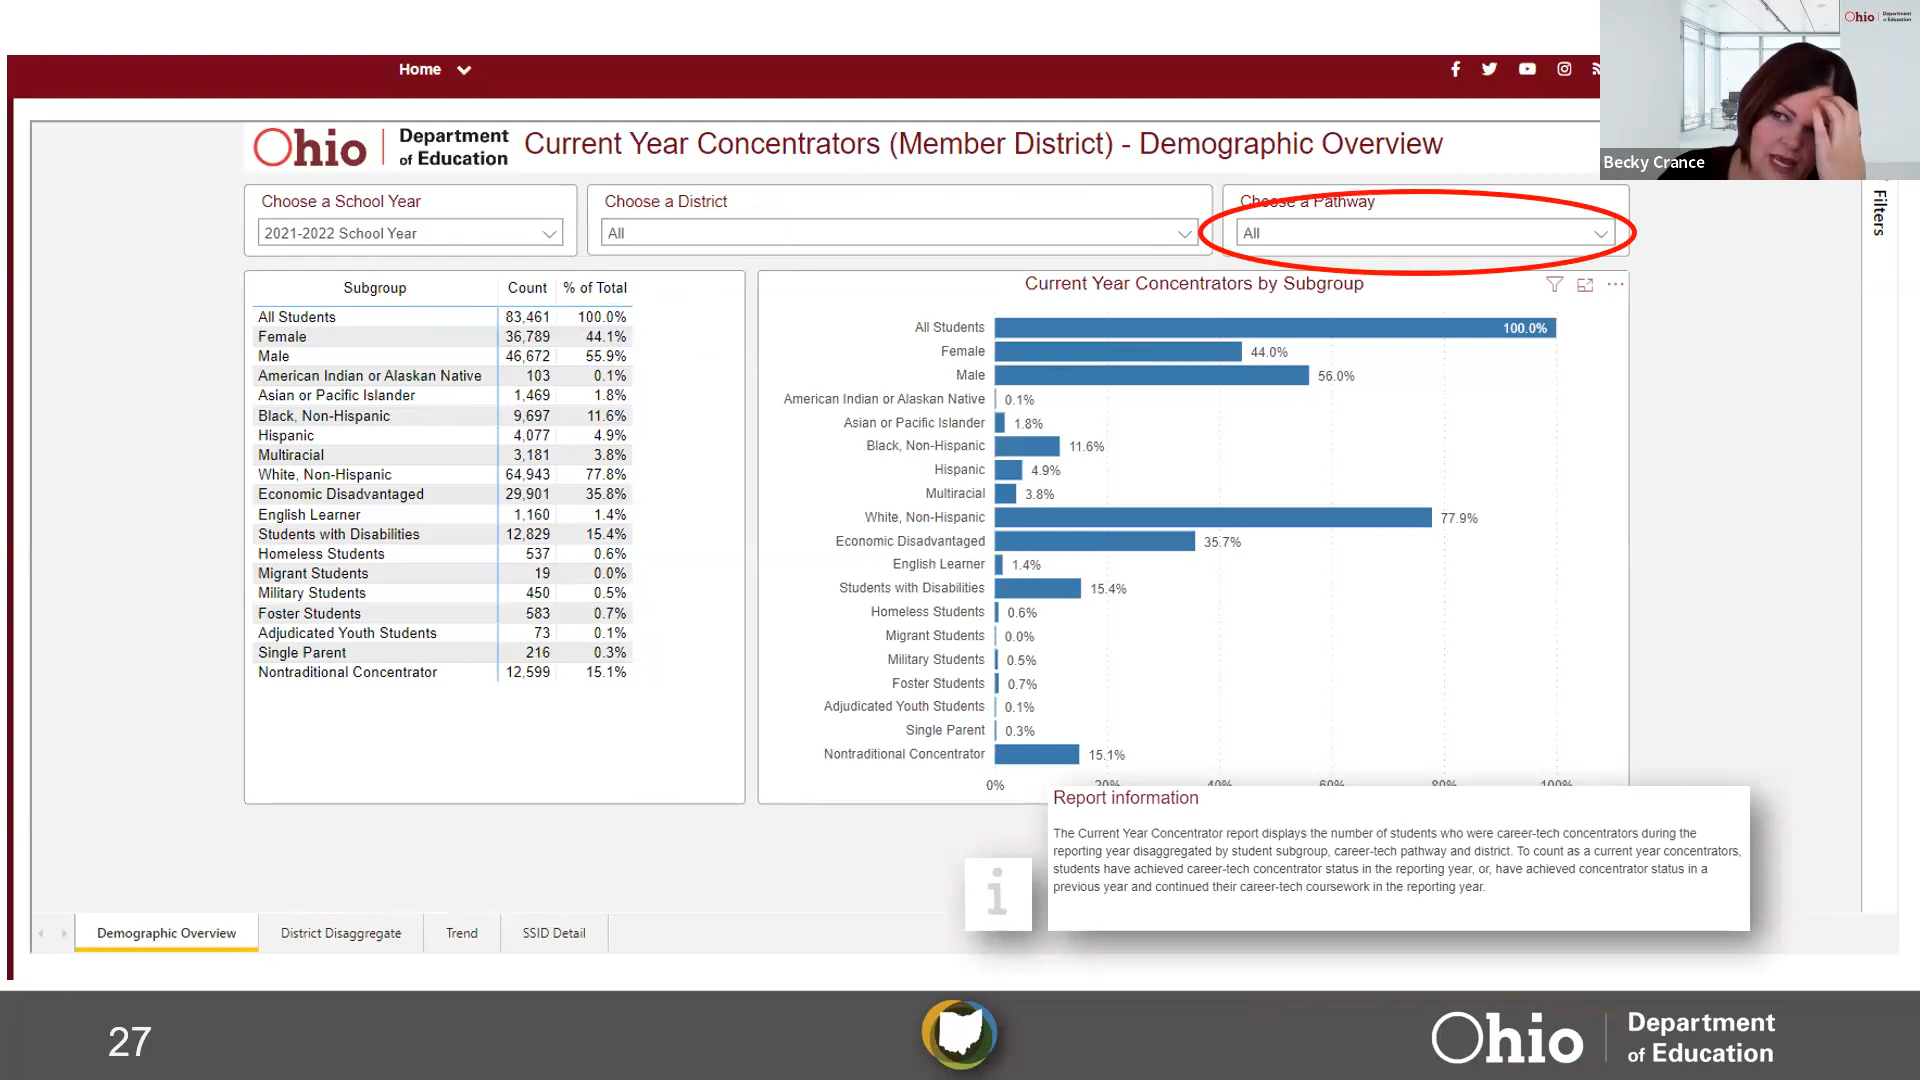 Home
Ohio Department of Education
Becky Crance
Ohio
Department
of Education
Current Year Concentrators (Member District) - Demographic Overview
Filters
Choose a School Year
2021-2022 School Year
Choose a District
All
Choose a Pathway
All
Subgroup Count % of Total
All Students 83,461 100.0%
Female 36,789 44.1%
Male 46,672 55.9%
American Indian or Alaskan Native 103 0.1%
Asian or Pacific Islander 1,469 1.8%
Black, Non-Hispanic 9,697 11.6%
Hispanic 4,077 4.9%
Multiracial 3,181 3.8%
White, Non-Hispanic 64,943 77.8%
Economic Disadvantaged 29,901 35.8%
English Learner 1,160 1.4%
Students with Disabilities 12,829 15.4%
Homeless Students 537 0.6%
Migrant Students 19 0.0%
Military Students 450 0.5%
Foster Students 583 0.7%
Adjudicated Youth Students 73 0.1%
Single Parent 216 0.3%
Nontraditional Concentrator 12,599 15.1%
Current Year Concentrators by Subgroup
All Students 100.0%
Female 44.0%
Male 56.0%
American Indian or Alaskan Native 0.1%
Asian or Pacific Islander 1.8%
Black, Non-Hispanic 11.6%
Hispanic 4.9%
Multiracial 3.8%
White, Non-Hispanic 77.9%
Economic Disadvantaged 35.7%
English Learner 1.4%
Students with Disabilities 15.4%
Homeless Students 0.6%
Migrant Students 0.0%
Military Students 0.5%
Foster Students 0.7%
Adjudicated Youth Students 0.1%
Single Parent 0.3%
Nontraditional Concentrator 15.1%
0% 20% 40% 60% 80% 100%
Report information
The Current Year Concentrator report displays the number of students who were career-tech concentrators during the
reporting year disaggregated by student subgroup, career-tech pathway and district. To count as a current year concentrators,
students have achieved career-tech concentrator status in the reporting year, or, have achieved concentrator status in a
previous year and continued their career-tech coursework in the reporting year.
i
Demographic Overview District Disaggregate Trend SSID Detail
27
Ohio
Department
of Education